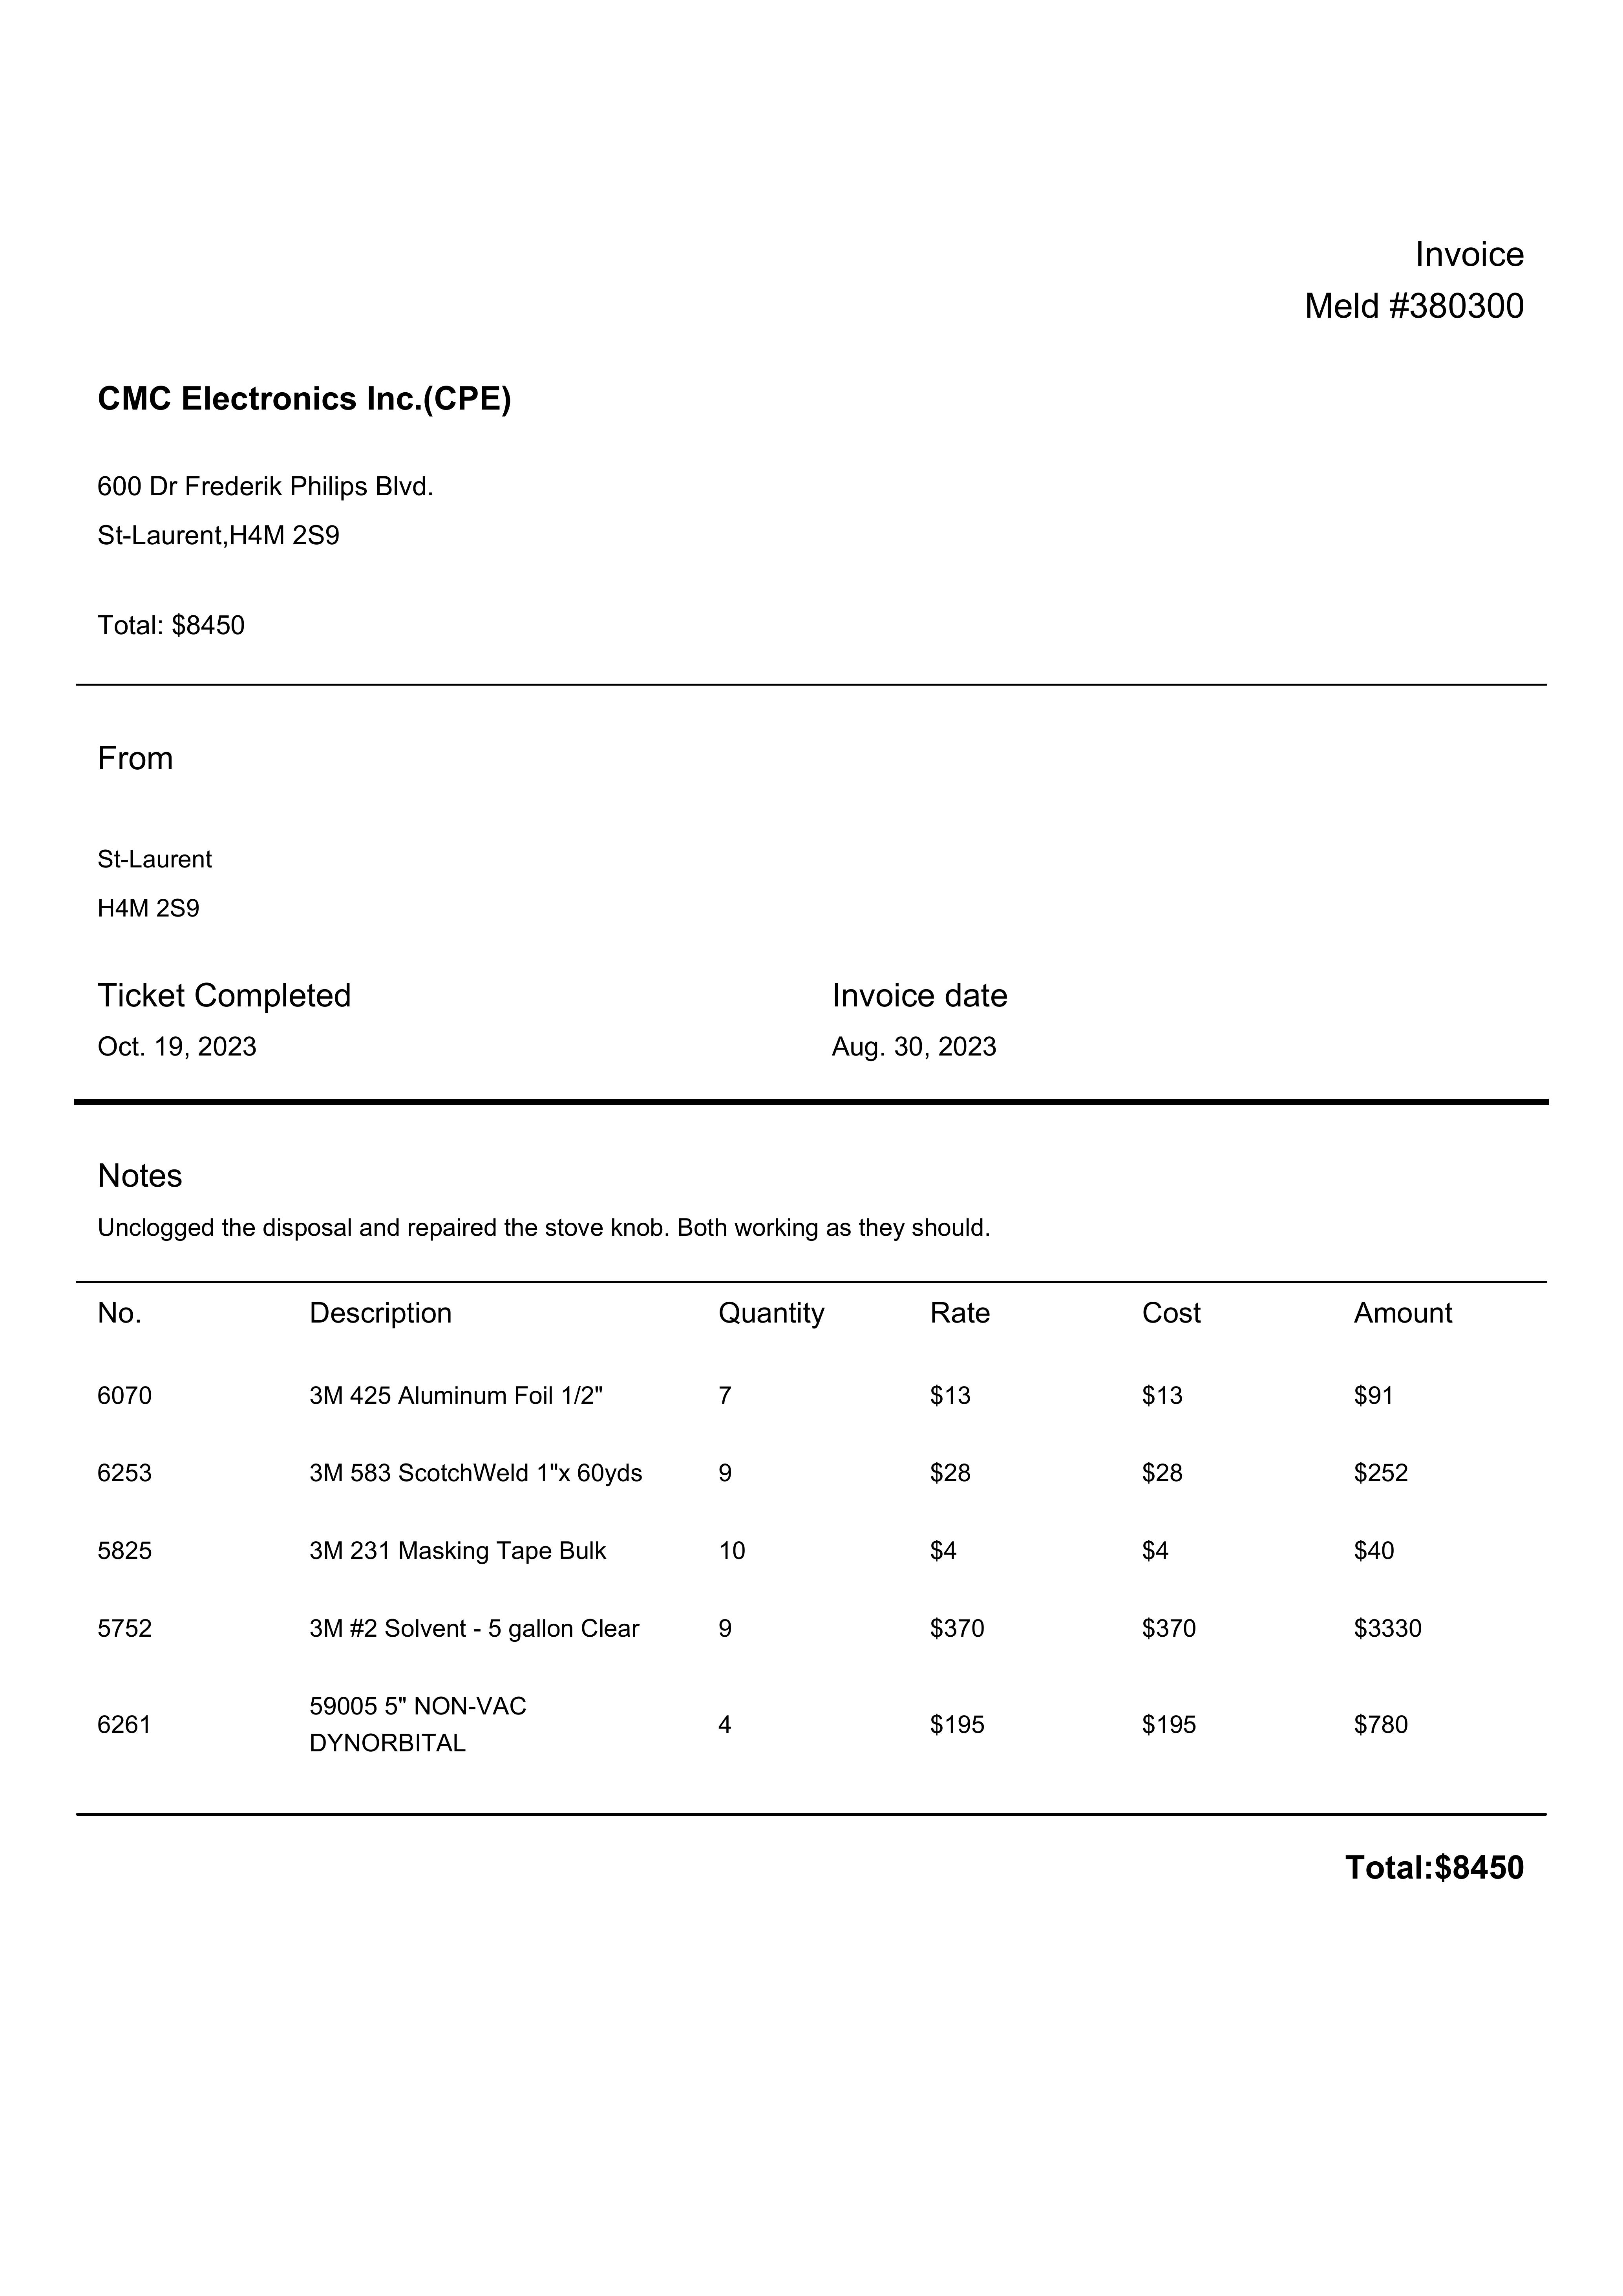 Invoice
Meld #380300
CMC Electronics Inc.(CPE)
600 Dr Frederik Philips Blvd.
St-Laurent,H4M 2S9
Total: $8450
From
St-Laurent
H4M 2S9
Ticket Completed Invoice date
Oct. 19, 2023 Aug. 30, 2023
Notes
Unclogged the disposal and repaired the stove knob. Both working as they should.
No. Description Quantity Rate Cost Amount
6070 3M 425 Aluminum Foil 1/2" 7 $13 $13 $91
6253 3M 583 ScotchWeld 1"x 60yds 9 $28 $28 $252
5825 3M 231 Masking Tape Bulk 10 $4 $4 $40
5752 3M #2 Solvent - 5 gallon Clear 9 $370 $370 $3330
59005 5" NON-VAC
6261 4 $195 $195 $780
DYNORBITAL
Total:$8450